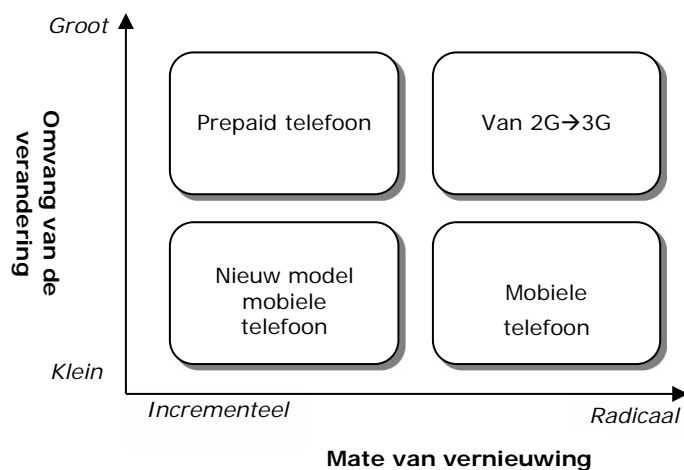 Groot
Omvang van de
verandering
Prepaid telefoon
Van 2G→3G
Nieuw model
mobiele
telefoon
Mobiele
telefoon
Klein
Incrementeel
Radicaal
Mate van vernieuwing